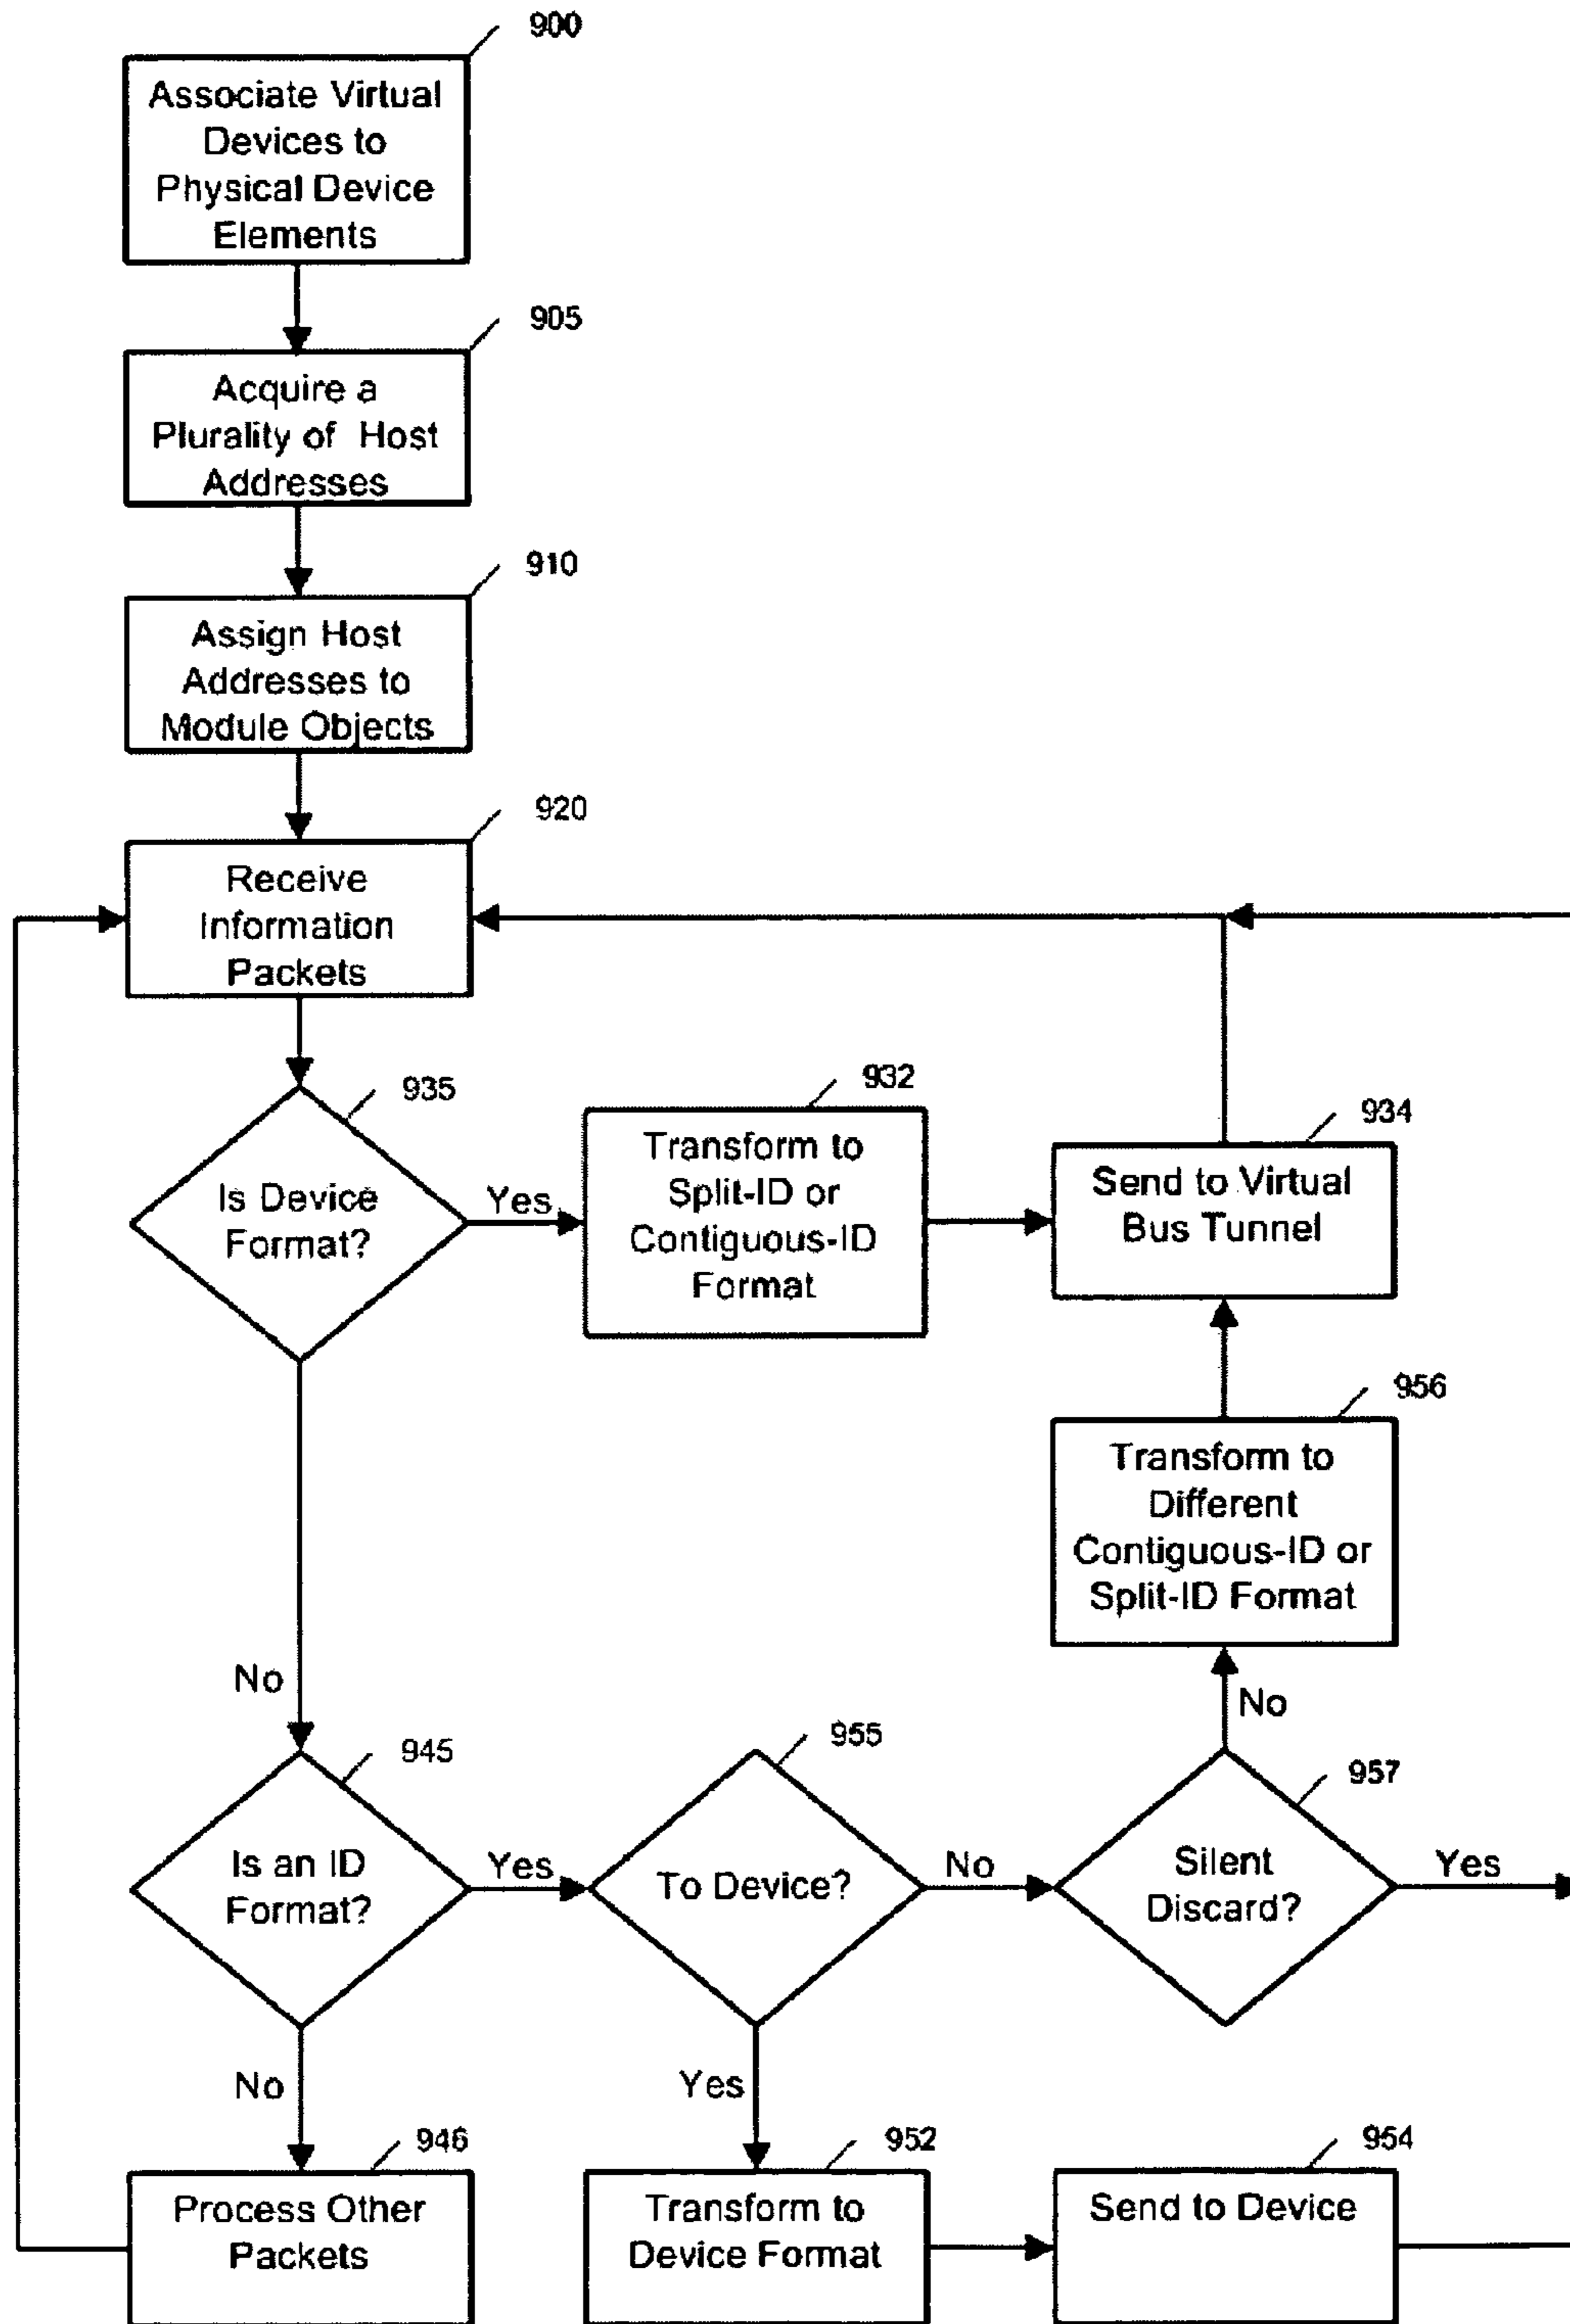 900
Associate Virtual
Devices to
Physical Device
Elements
905
Acquire a
Plurality of Host
Addresses
910
Assign Host
Addresses to
Module Objects
920
Receive
Information
Packets
935
Is Device
Format?
Yes
932
Transform to
Split-ID or
Contiguous-ID
Format
934
Send to Virtual
Bus Tunnel
956
Transform to
Different
Contiguous-ID or
Split-ID Format
No
No
945
Is an ID
Format?
Yes
955
To Device?
No
957
Silent
Discard?
Yes
No
946
Process Other
Packets
Yes
952
Transform to
Device Format
954
Send to Device